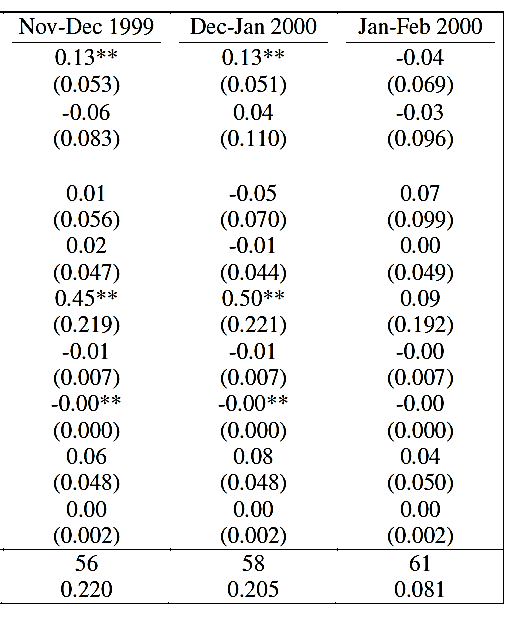 Nov-Dec 1999 Dec-Jan 2000 Jan-Feb 2000
0.13** 0.13** -0.04
(0.053) (0.051) (0.069)
-0.06 0.04 -0.03
(0.083) (0.110) (0.096)
0.01 -0.05 0.07
(0.056) (0.070) (0.099)
0.02 -0.01 0.00
(0.047) (0.044) (0.049)
0.45** 0.50** 0.09
(0.219) (0.221) (0.192)
-0.01 -0.01 -0.00
(0.007) (0.007) (0.007)
-0.00** -0.00** -0.00
(0.000) (0.000) (0.000)
0.06 0.08 0.04
(0.048) (0.048) (0.050)
0.00 0.00 0.00
(0.002) (0.002) (0.002)
56 58 61
0.220 0.205 0.081